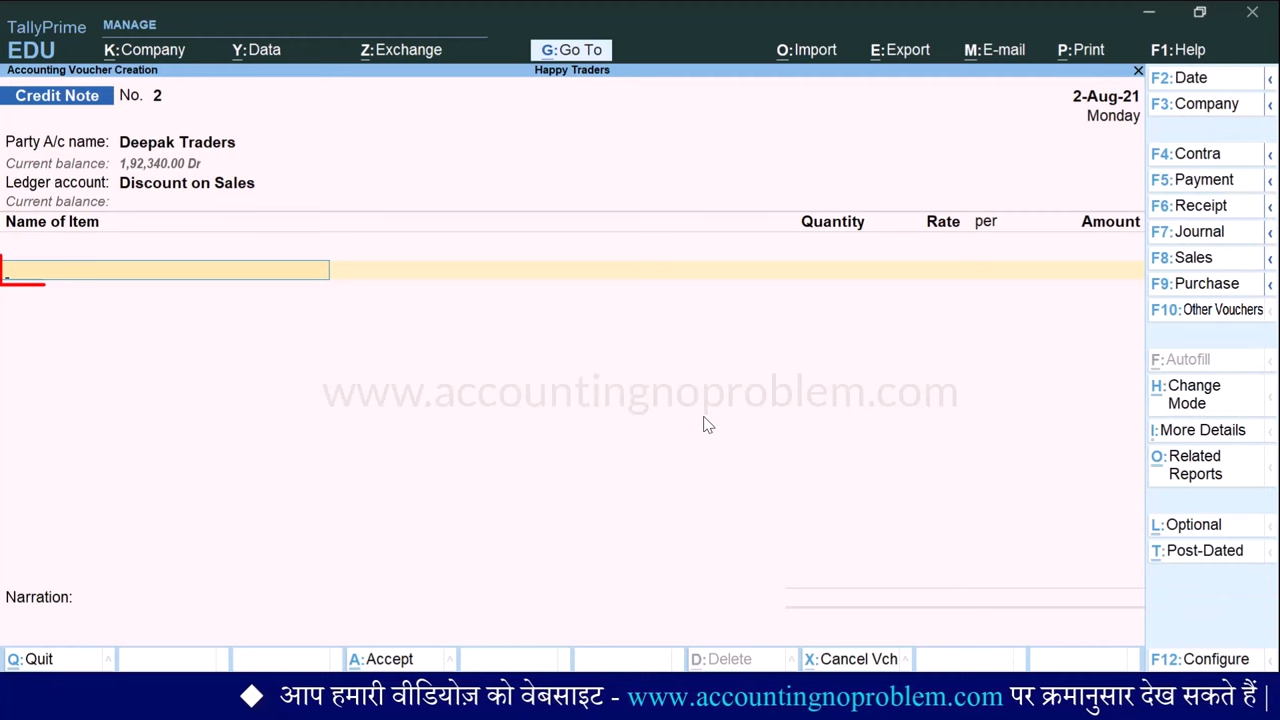 TallyPrime
EDU
MANAGE
K:Company Y:Data Z:Exchange G:Go To O:Import E:Export M:E-mail P:Print F1:Help
Accounting Voucher Creation Happy Traders
Credit Note No. 2 2-Aug-21
Monday
Party A/c name: Deepak Traders
Current balance: 1,92,340.00 Dr
Ledger account: Discount on Sales
Current balance:
Name of Item Quantity Rate per Amount
www.accountingnoproblem.com
Narration:
Q:Quit A:Accept D:Delete X:Cancel Vch
F2:Date
F3:Company
F4:Contra
F5:Payment
F6:Receipt
F7:Journal
F8:Sales
F9:Purchase
F10:Other Vouchers
F:Autofill
H:Change
Mode
I:More Details
O:Related
Reports
L:Optional
T:Post-Dated
F12:Configure
◆ आप हमारी वीडियोज़ को वेबसाइट - www.accountingnoproblem.com पर क्रमानुसार देख सकते हैं |